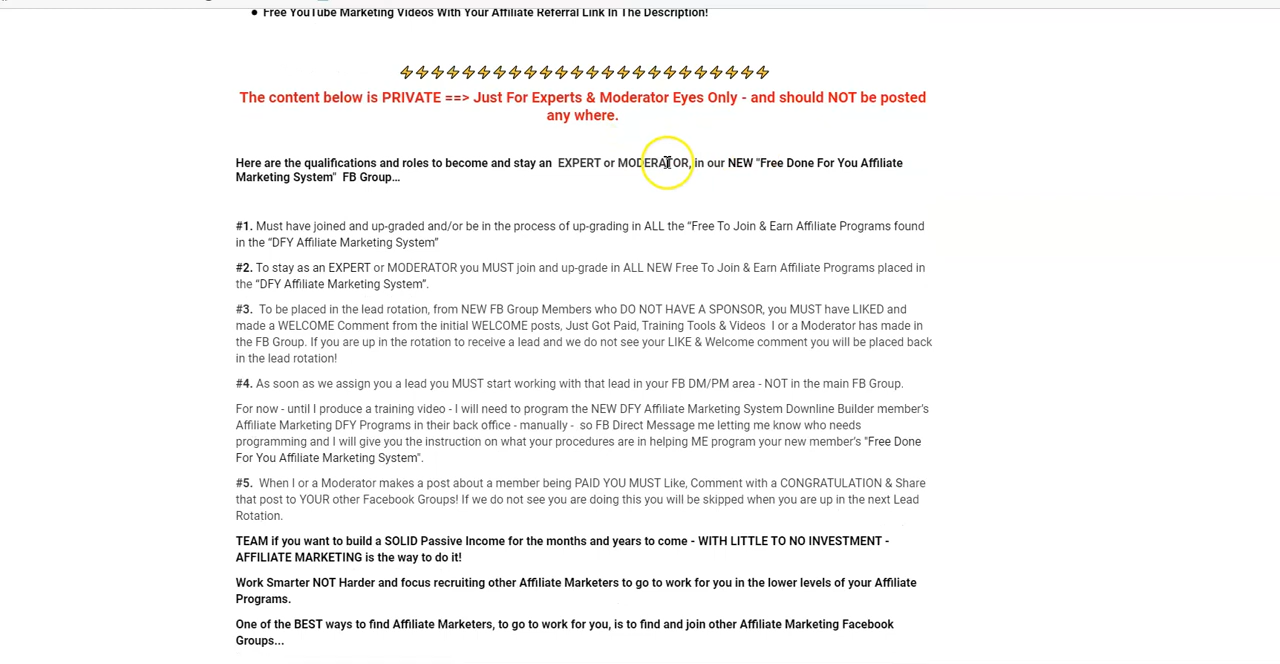 ● Free YouTube Marketing Videos With Your Affiliate Referral Link In The Description!
The content below is PRIVATE ==> Just For Experts & Moderator Eyes Only - and should NOT be posted
any where.
Here are the qualifications and roles to become and stay an  EXPERT or MODERATOR, in our NEW "Free Done For You Affiliate
Marketing System"  FB Group...
#1. Must have joined and up-graded and/or be in the process of up-grading in ALL the “Free To Join & Earn Affiliate Programs found
in the “DFY Affiliate Marketing System”
#2. To stay as an EXPERT or MODERATOR you MUST join and up-grade in ALL NEW Free To Join & Earn Affiliate Programs placed in
the “DFY Affiliate Marketing System”.
#3.  To be placed in the lead rotation, from NEW FB Group Members who DO NOT HAVE A SPONSOR, you MUST have LIKED and
made a WELCOME Comment from the initial WELCOME posts, Just Got Paid, Training Tools & Videos  I or a Moderator has made in
the FB Group. If you are up in the rotation to receive a lead and we do not see your LIKE & Welcome comment you will be placed back
in the lead rotation!
#4. As soon as we assign you a lead you MUST start working with that lead in your FB DM/PM area - NOT in the main FB Group.
For now - until I produce a training video - I will need to program the NEW DFY Affiliate Marketing System Downline Builder member’s
Affiliate Marketing DFY Programs in their back office - manually -  so FB Direct Message me letting me know who needs
programming and I will give you the instruction on what your procedures are in helping ME program your new member’s "Free Done
For You Affiliate Marketing System".
#5.  When I or a Moderator makes a post about a member being PAID YOU MUST Like, Comment with a CONGRATULATION & Share
that post to YOUR other Facebook Groups! If we do not see you are doing this you will be skipped when you are up in the next Lead
Rotation.
TEAM if you want to build a SOLID Passive Income for the months and years to come - WITH LITTLE TO NO INVESTMENT -
AFFILIATE MARKETING is the way to do it!
Work Smarter NOT Harder and focus recruiting other Affiliate Marketers to go to work for you in the lower levels of your Affiliate
Programs.
One of the BEST ways to find Affiliate Marketers, to go to work for you, is to find and join other Affiliate Marketing Facebook
Groups...